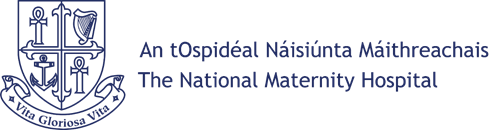 An tOspidéal Náisiúnta Máithreachais
The National Maternity Hospital
Vita Gloriosa Vita